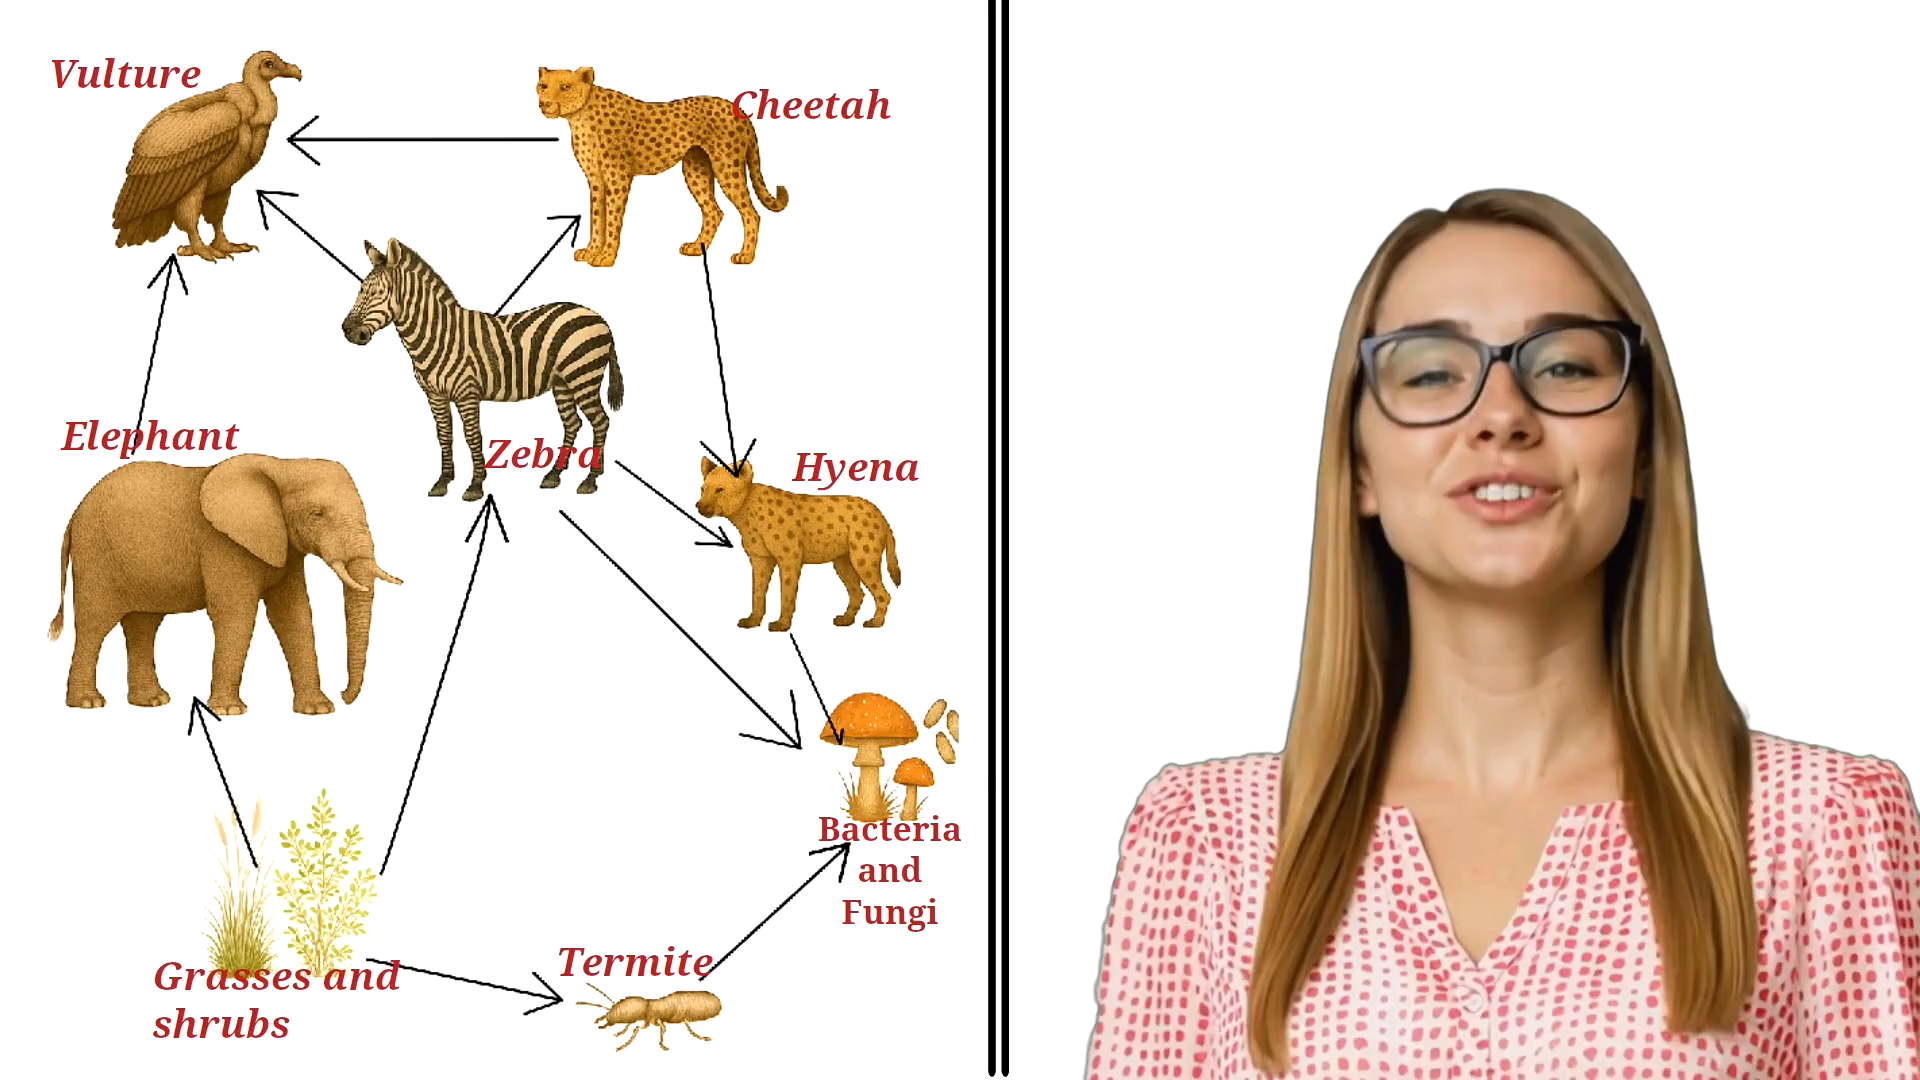 Vulture
Cheetah
Elephant
Zebra
Hyena
Bacteria
and
Fungi
Termite
Grasses and
shrubs